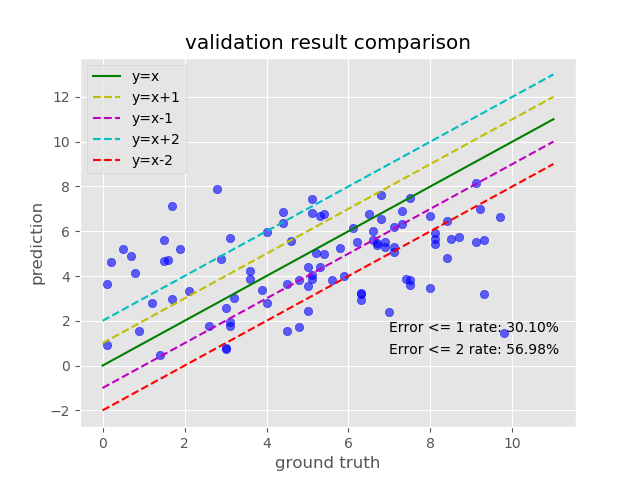 validation result comparison
y=x
y=x+1
y=x-1
y=x+2
y=x-2
12
10
8
6
4
2
0
−2
prediction
Error <= 1 rate: 30.10%
Error <= 2 rate: 56.98%
0 2 4 6 8 10
ground truth